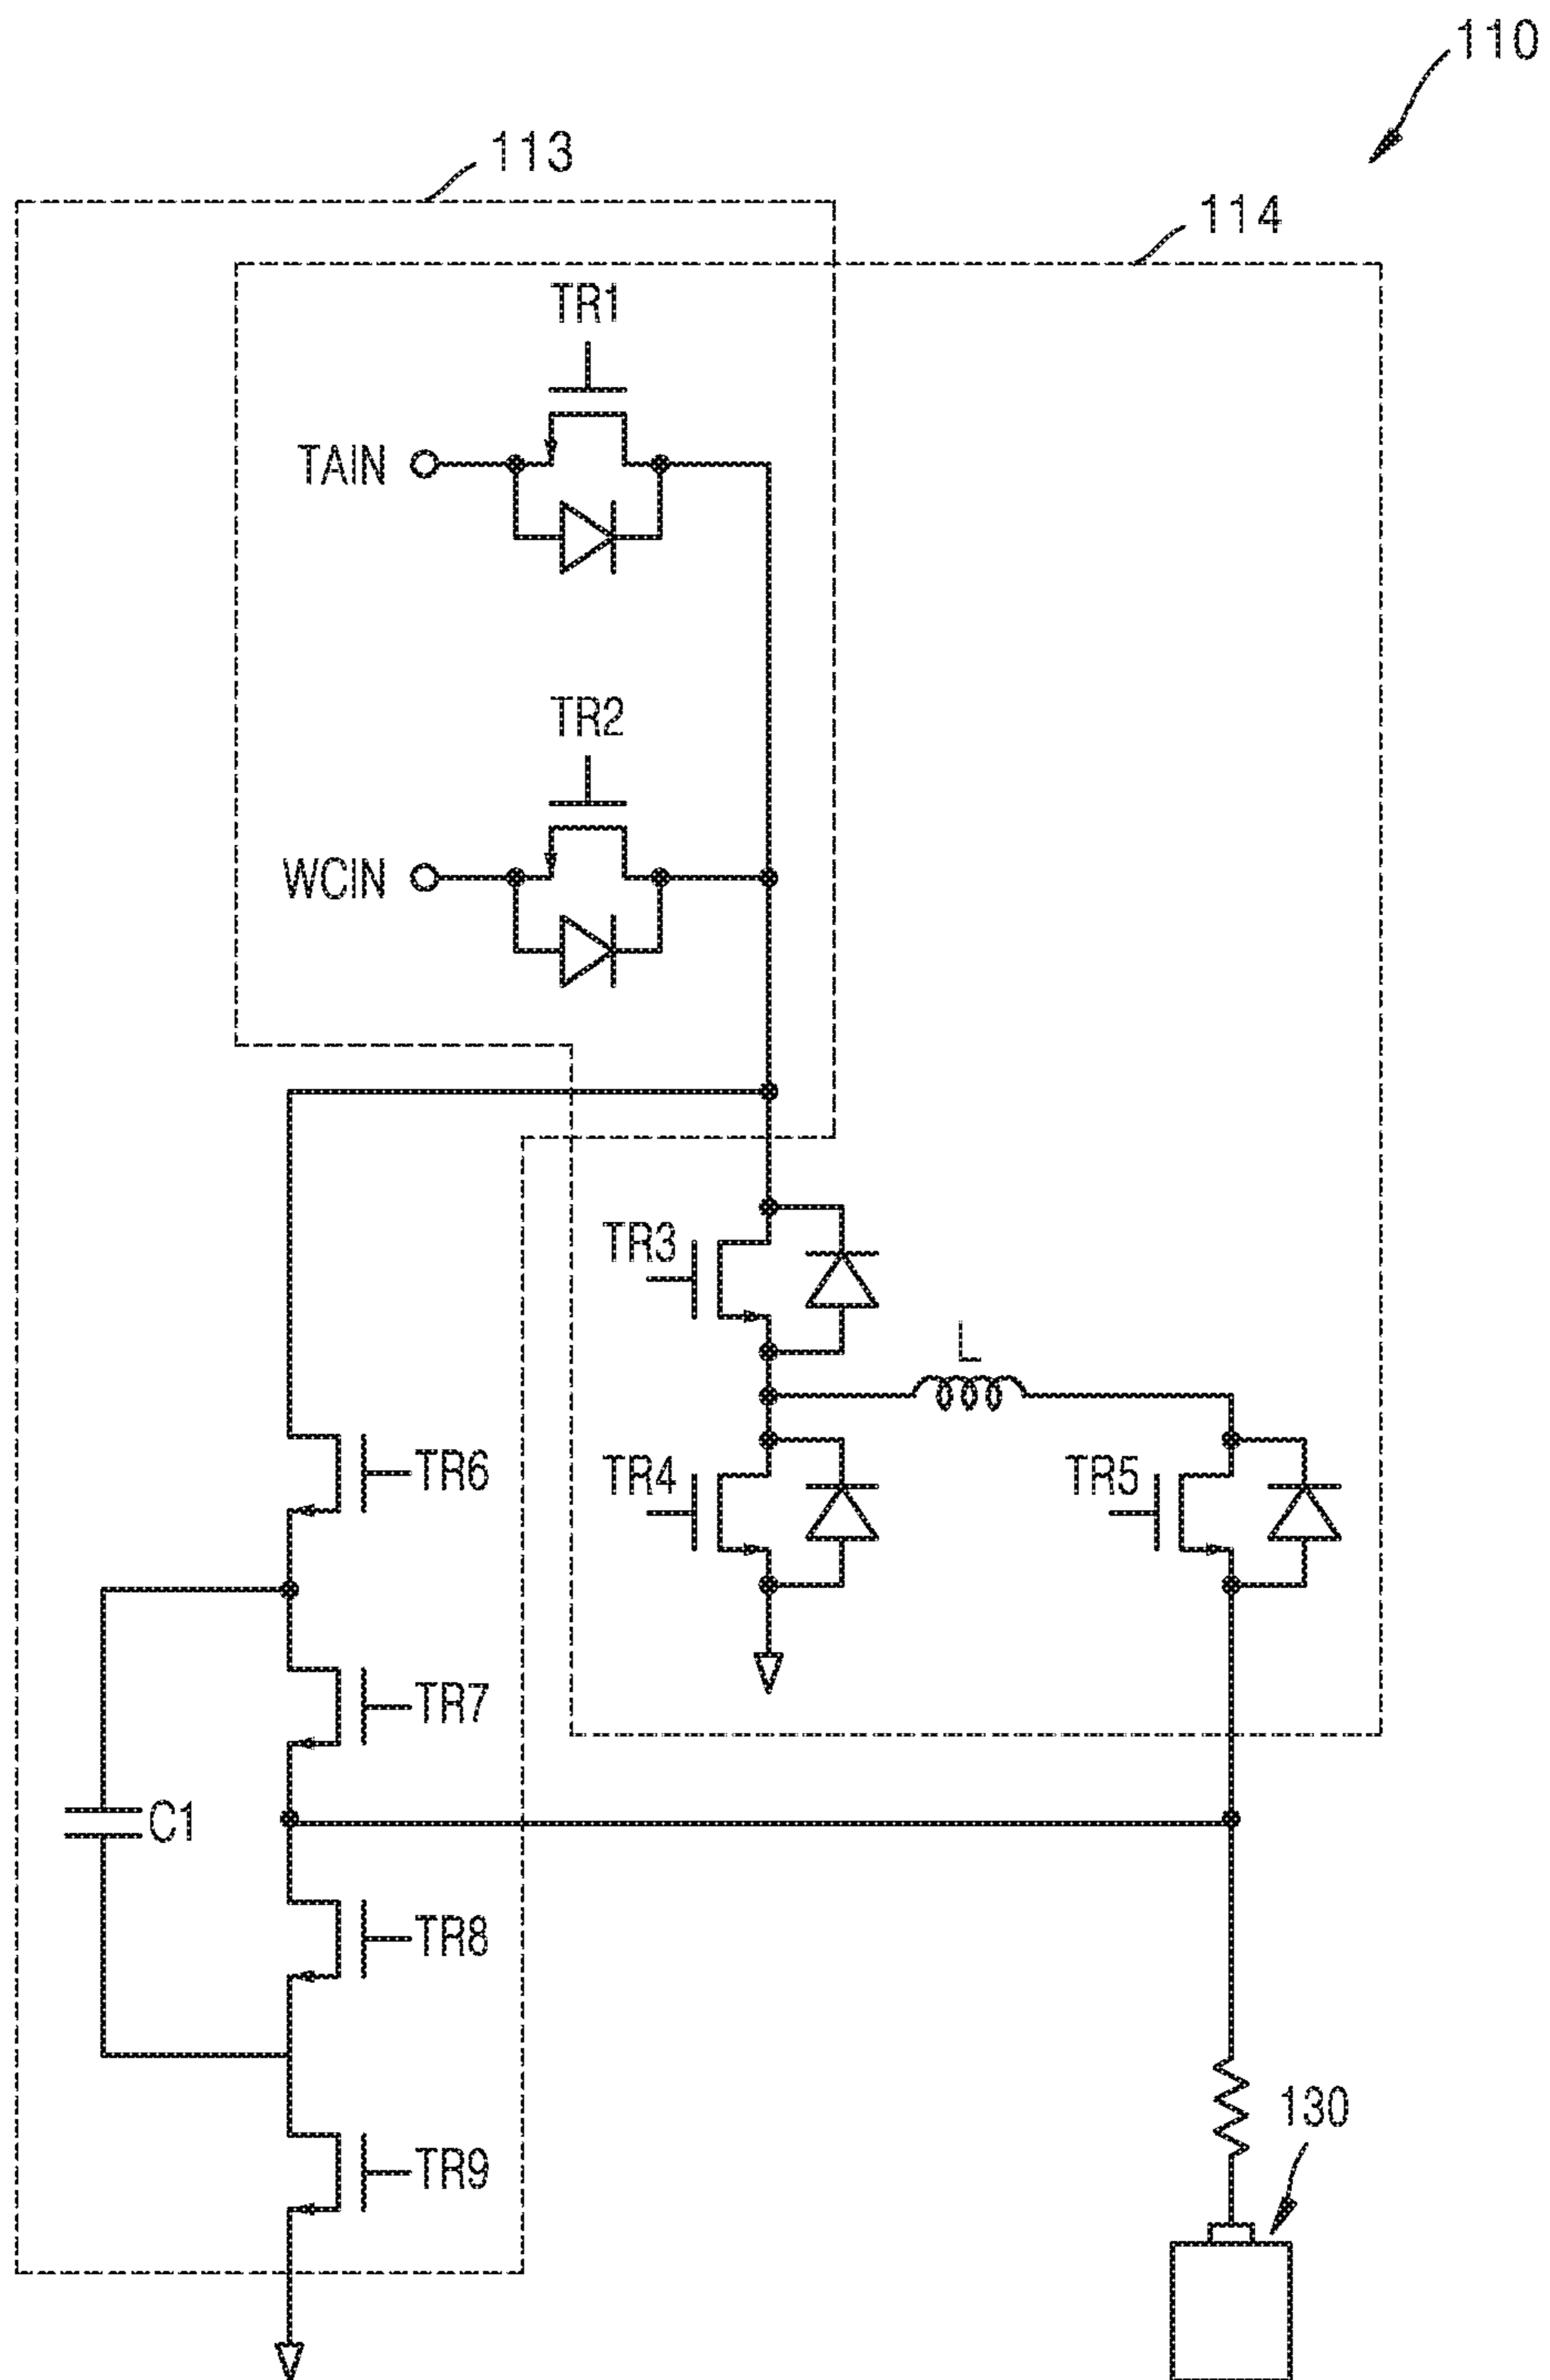 110
113
114
TR1
TAIN
TR2
WCIN
TR3
L
TR6
TR4
TR5
TR7
C1
TR8
130
TR9